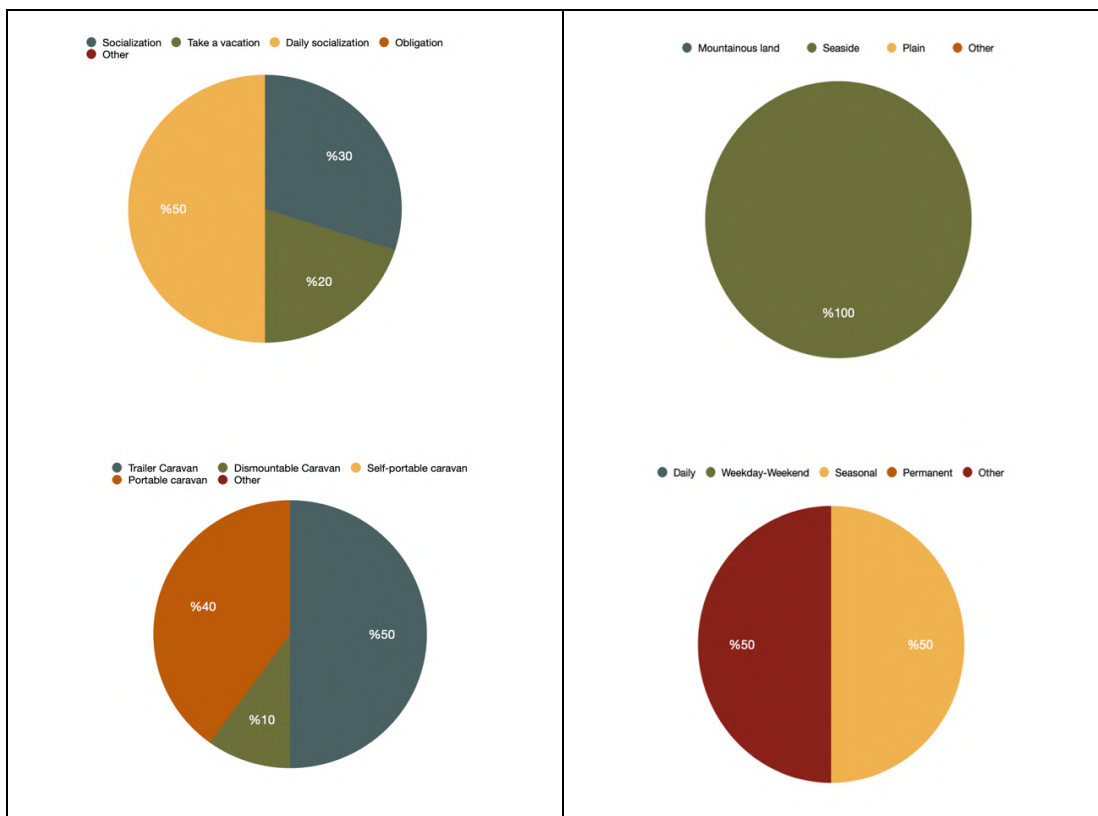 Socialization Take a vacation Daily socialization Obligation
Other
%30
%50
%20
Mountainous land Seaside Plain Other
%100
Trailer Caravan Dismountable Caravan Self-portable caravan
Portable caravan Other
%40
%50
%10
Daily Weekday-Weekend Seasonal Permanent Other
%50 %50